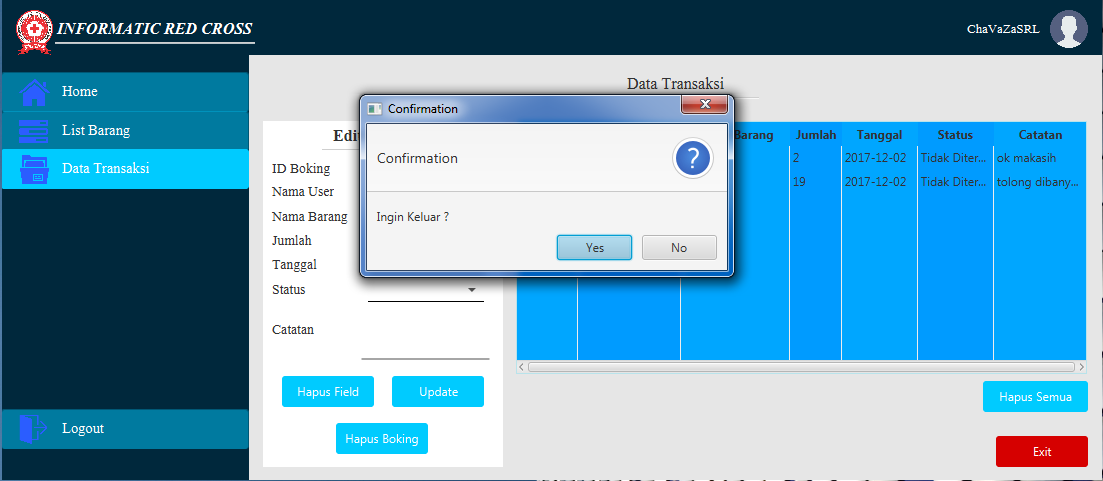 INFORMATIC RED CROSS
ChaVaZaSRL
Home
List Barang
Data Transaksi
Logout
Data Transaksi
Confirmation
Confirmation
?
Ingin Keluar ?
Yes
No
Edit
ID Boking
Nama User
Nama Barang
Jumlah
Tanggal
Status
Catatan
Hapus Field
Update
Hapus Boking
Barang Jumlah Tanggal Status Catatan
2 2017-12-02 Tidak Diter... ok makasih
19 2017-12-02 Tidak Diter... tolong dibany...
Hapus Semua
Exit